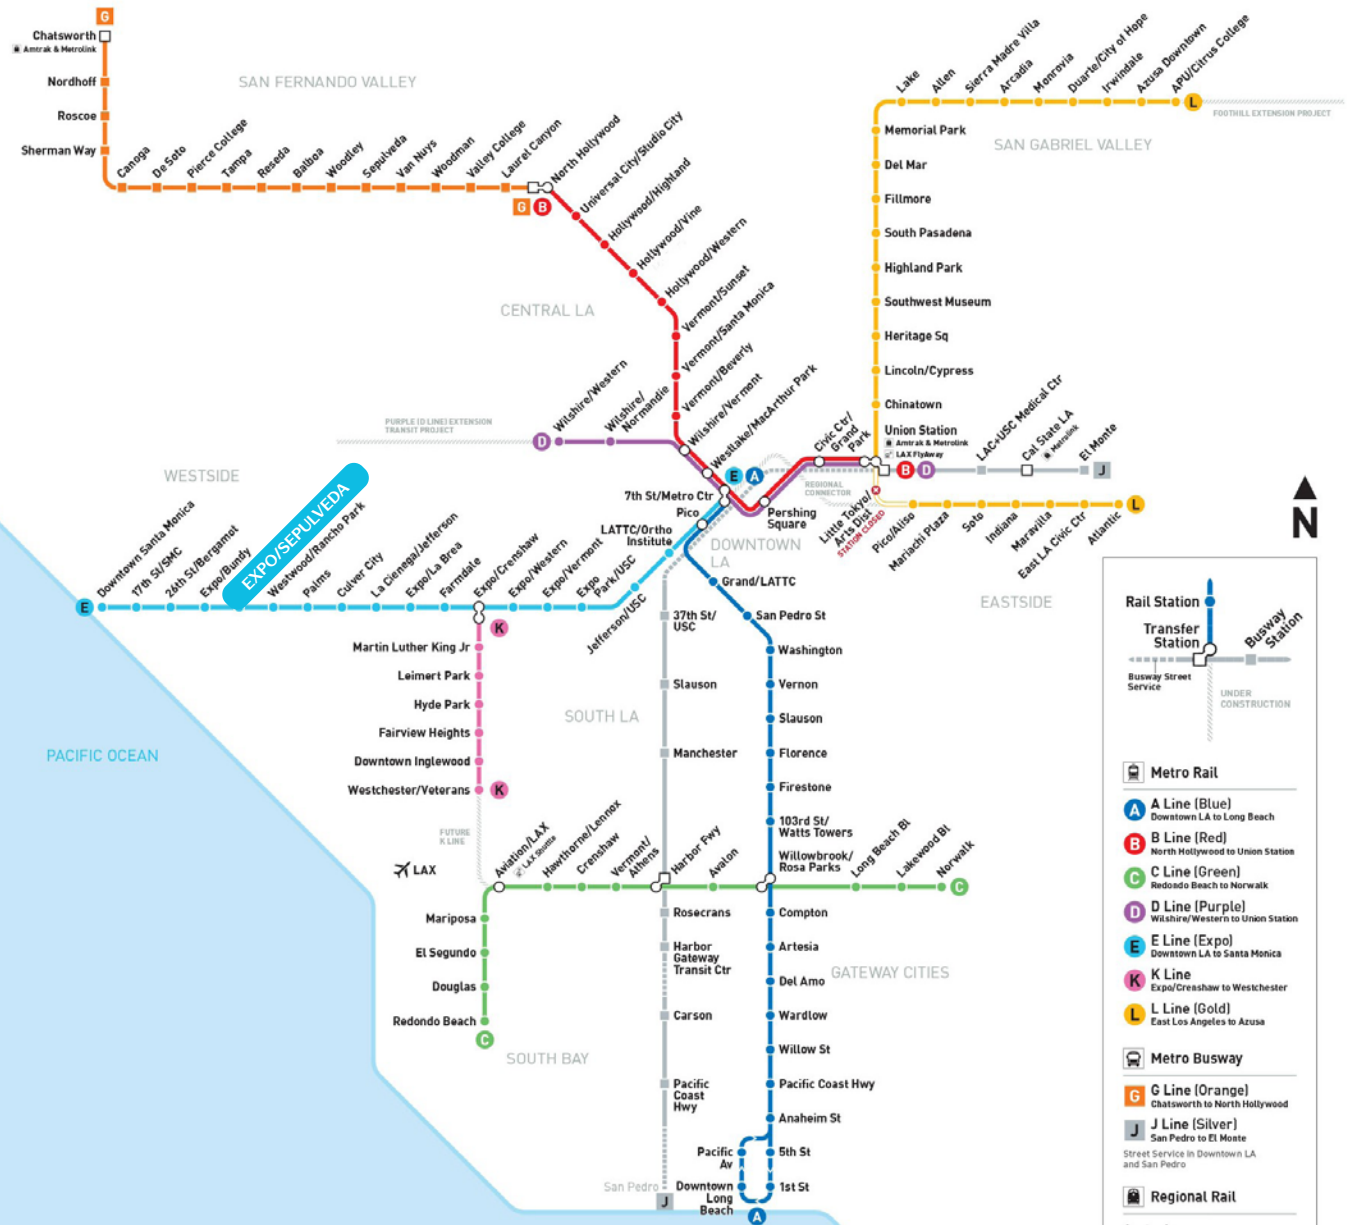 G
Chatsworth
Amtrak & Metrolink
Nordhoff
Roscoe
Sherman Way
SAN FERNANDO VALLEY
Canoga
De Soto
Pierce College
Tampa
Reseda
Balboa
Woodley
Sepulveda
Van Nuys
Woodman
Valley College
Laurel Canyon
North Hollywood
G
B
Universal City/Studio City
Hollywood/Highland
Hollywood/Vine
Hollywood/Western
Vermont/Sunset
Vermont/Santa Monica
Vermont/Beverly
Wilshire/Vermont
Westlake/MacArthur Park
CENTRAL LA
Lake
Allen
Sierra Madre Villa
Arcadia
Monrovia
Duarte/City of Hope
Irwindale
Azusa Downtown
APU/Citrus College
L
FOOTHILL EXTENSION PROJECT
SAN GABRIEL VALLEY
Memorial Park
Del Mar
Fillmore
South Pasadena
Highland Park
Southwest Museum
Heritage Sq
Lincoln/Cypress
Chinatown
Union Station
Amtrak & Metrolink
LAX FlyAway
PURPLE (D LINE) EXTENSION
TRANSIT PROJECT
D
Wilshire/Western
Wilshire/
Normandie
Civic Ctr/
Grand
Park
B
D
LAC+USC Medical Ctr
Cal State LA
Metrolink
El Monte
J
E
A
REGIONAL
CONNECTOR
7th St/Metro Ctr
Pico
Pershing
Square
Little Tokyo/
Arts Dist
STATION CLOSED
Pico/Aliso
Mariachi Plaza
Soto
Indiana
Maravilla
East LA Civic Ctr
Atlantic
L
N
WESTSIDE
LATTC/Ortho
Institute
DOWNTOWN
LA
EASTSIDE
E
Downtown Santa Monica
17th St/SMC
26th St/Bergamot
Expo/Bundy
EXPO/SEPULVEDA
Westwood/Rancho Park
Palms
Culver City
La Cienega/Jefferson
Expo/La Brea
Farmdale
Expo/Crenshaw
Expo/Western
Expo/Vermont
Expo
Park/USC
Jefferson/USC
K
Martin Luther King Jr
Leimert Park
Hyde Park
Fairview Heights
Downtown Inglewood
Westchester/Veterans
K
FUTURE
K LINE
37th St/
USC
Slauson
Manchester
SOUTH LA
Grand/LATTC
San Pedro St
Washington
Vernon
Slauson
Florence
Firestone
103rd St/
Watts Towers
Willowbrook/
Rosa Parks
PACIFIC OCEAN
LAX
Aviation/LAX
LAX Shuttle
Hawthorne/Lennox
Crenshaw
Vermont/
Athens
Harbor Fwy
Avalon
Long Beach Bl
Lakewood Bl
Norwalk
C
Mariposa
El Segundo
Douglas
Redondo Beach
C
SOUTH BAY
Rosecrans
Harbor
Gateway
Transit Ctr
Carson
Pacific
Coast
Hwy
San Pedro
J
Compton
Artesia
Del Amo
Wardlow
Willow St
Pacific Coast Hwy
Anaheim St
GATEWAY CITIES
Pacific
Av
5th St
Downtown
Long
Beach
1st St
A
Rail Station
Transfer
Station
Busway
Station
Busway Street
Service
UNDER
CONSTRUCTION
Metro Rail
A
A Line (Blue)
Downtown LA to Long Beach
B
B Line (Red)
North Hollywood to Union Station
C
C Line (Green)
Redondo Beach to Norwalk
D
D Line (Purple)
Wilshire/Western to Union Station
E
E Line (Expo)
Downtown LA to Santa Monica
K
K Line
Expo/Crenshaw to Westchester
L
L Line (Gold)
East Los Angeles to Azusa
Metro Busway
G
G Line (Orange)
Chatsworth to North Hollywood
J
J Line (Silver)
San Pedro to El Monte
Street Service in Downtown LA
and San Pedro
Regional Rail